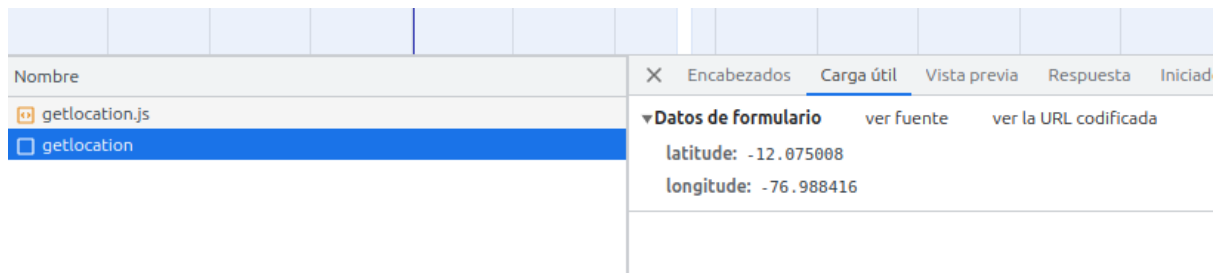 Nombre
getlocation.js
getlocation
Encabezados Carga útil Vista previa Respuesta Iniciad
▾Datos de formulario ver fuente ver la URL codificada
latitude: -12.075008
longitude: -76.988416